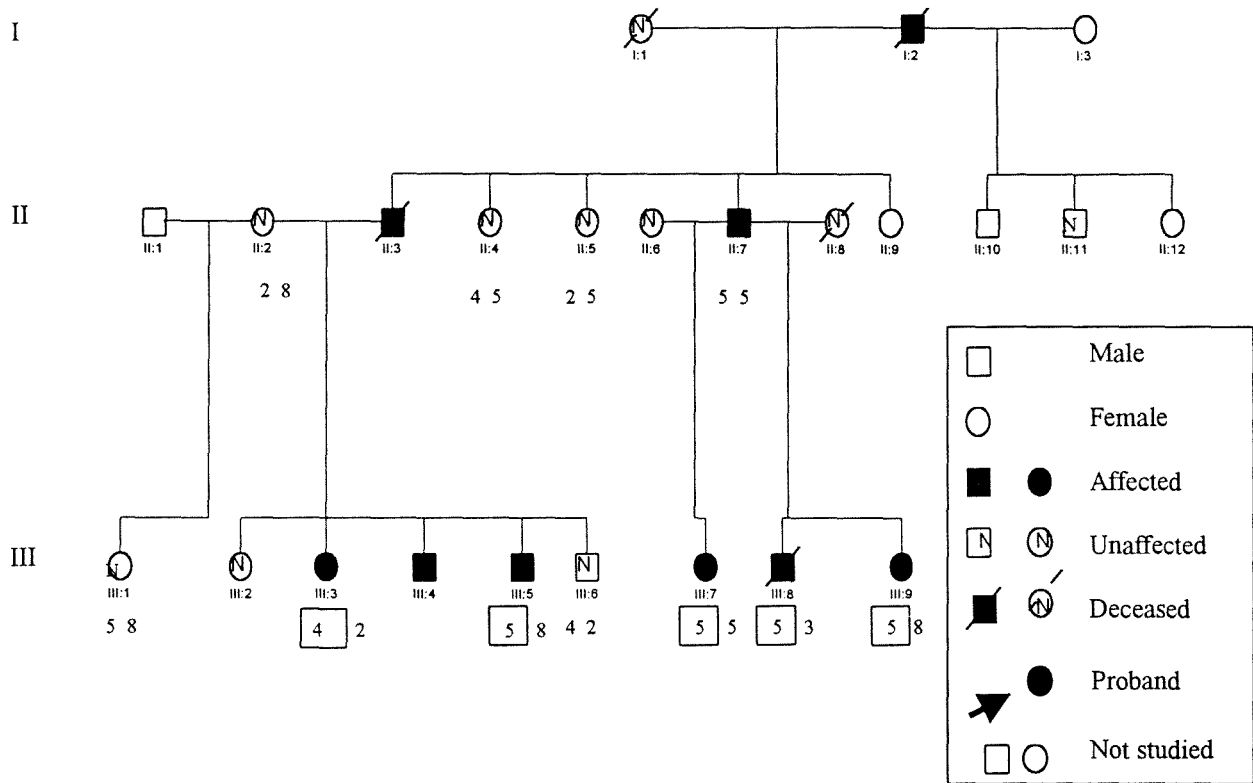 I
N N
I:1 I:2 I:3
II
N N N N N N
II:1 II:2 II:3 II:4 II:5 II:6 II:7 II:8 II:9 II:10 II:11 II:12
2 8 4 5 2 5 5 5
III
N N N
III:1 III:2 III:3 III:4 III:5 III:6 III:7 III:8 III:9
5 8 4 2 5 8 4 2 5 5 5 3 5 8
Male
Female
Affected
N N Unaffected
N Deceased
Proband
Not studied